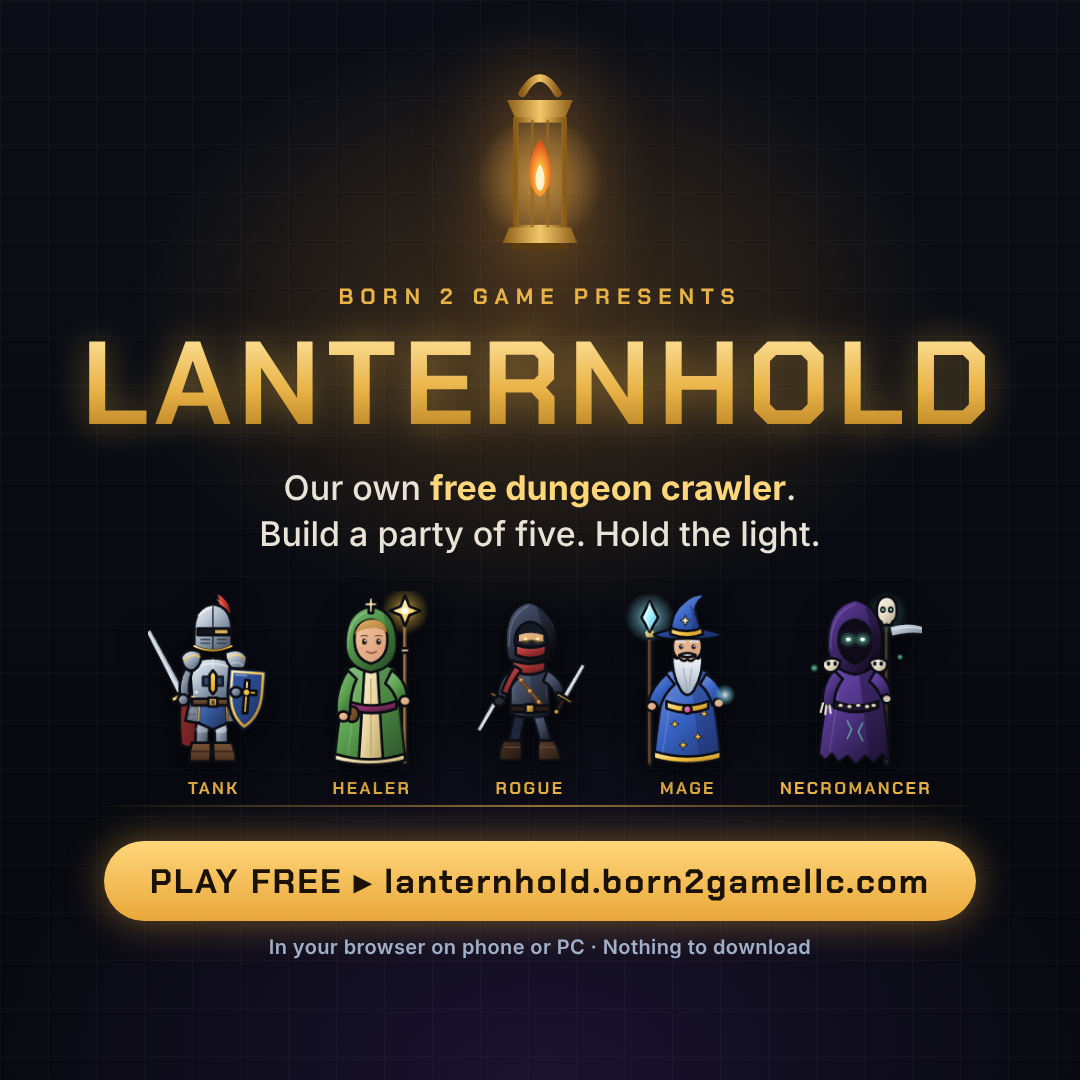 BORN 2 GAME PRESENTS
LANTERNHOLD
Our own free dungeon crawler.
Build a party of five. Hold the light.
TANK HEALER ROGUE MAGE NECROMANCER
PLAY FREE ▸ lanternhold.born2gamellc.com
In your browser on phone or PC · Nothing to download